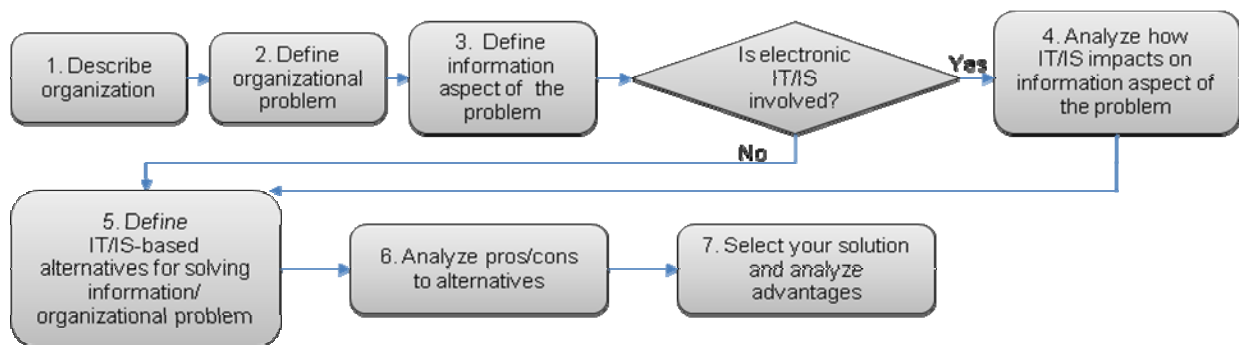 1. Describe
organization
2. Define
organizational
problem
3. Define
information
aspect of the
problem
Is electronic
IT/IS
involved?
Yes
4. Analyze how
IT/IS impacts on
information aspect of
the problem
No
5. Define
IT/IS-based
alternatives for solving
information/
organizational problem
6. Analyze pros/cons
to alternatives
7. Select your solution
and analyze
advantages